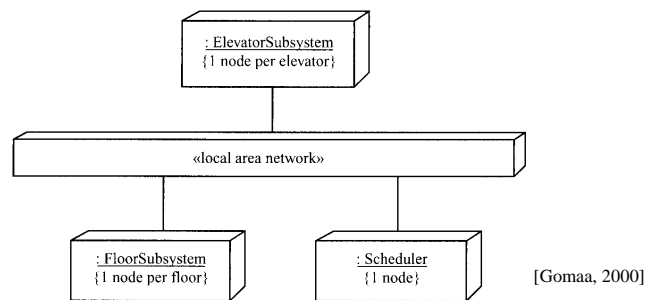 : ElevatorSubsystem
{1 node per elevator}
«local area network»
: FloorSubsystem
{1 node per floor}
: Scheduler
{1 node}
[Gomaa, 2000]